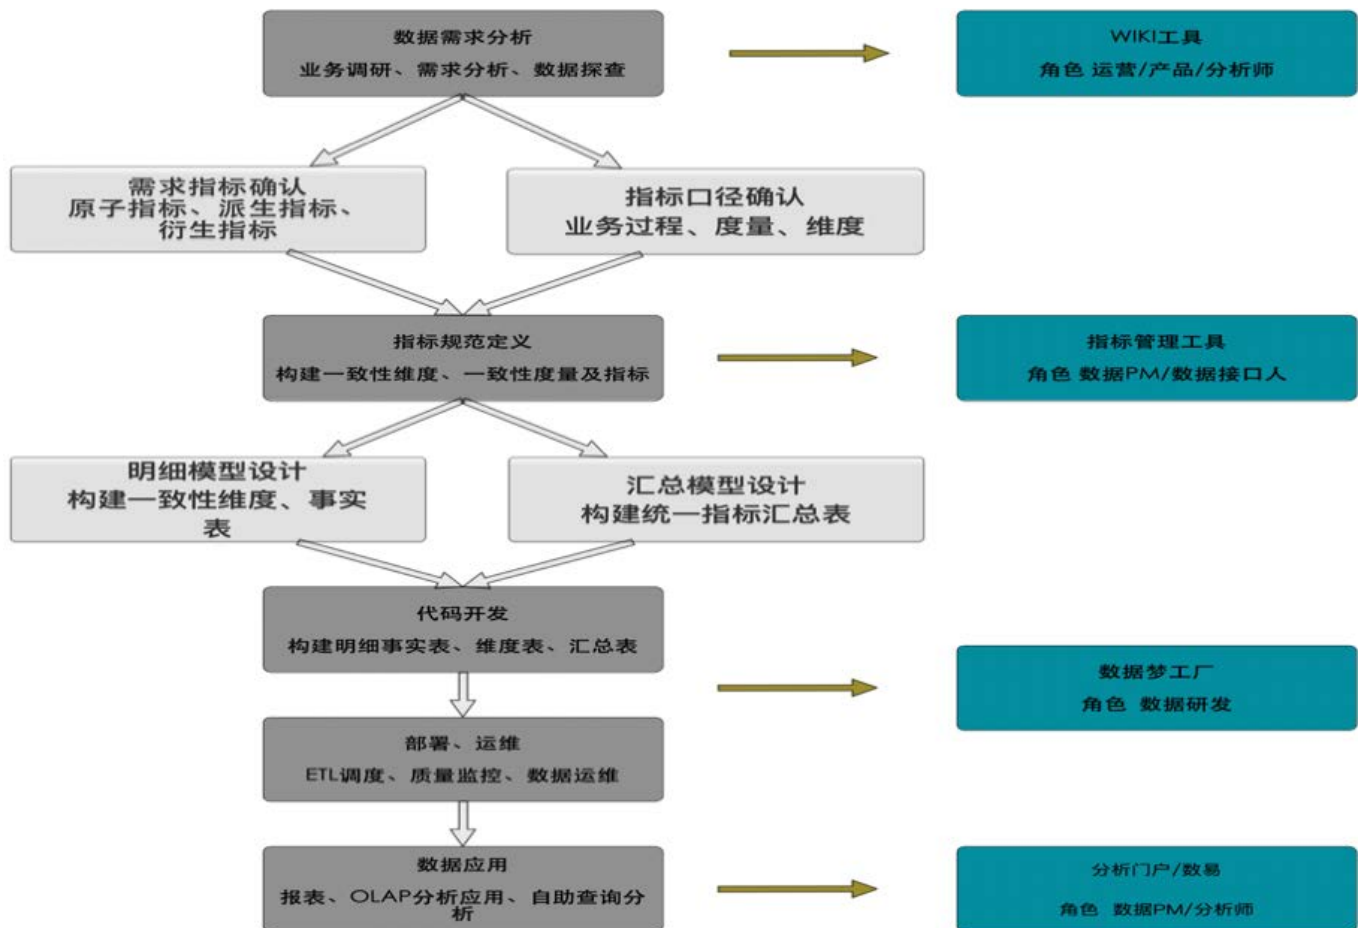 数据需求分析
业务调研、需求分析、数据探查
WIKI工具
角色 运营/产品/分析师
需求指标确认
原子指标、派生指标、
衍生指标
指标口径确认
业务过程、度量、维度
指标规范定义
构建一致性维度、一致性度量及指标
指标管理工具
角色 数据PM/数据接口人
明细模型设计
构建一致性维度、事实
表
汇总模型设计
构建统一指标汇总表
代码开发
构建明细事实表、维度表、汇总表
数据梦工厂
角色 数据研发
部署、运维
ETL调度、质量监控、数据运维
数据应用
报表、OLAP分析应用、自助查询分
析
分析门户/数易
角色 数据PM/分析师